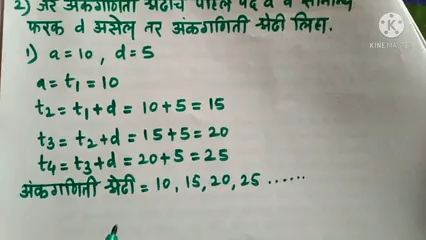 2) जर अंकगणिती श्रेढीचे पहिले पद a व सामान्य
फरक d असेल तर अंकगणिती श्रेढी लिहा.
1) a = 10, d = 5
a = t₁ = 10
t₂ = t₁ + d = 10 + 5 = 15
t₃ = t₂ + d = 15 + 5 = 20
t₄ = t₃ + d = 20 + 5 = 25
अंकगणिती श्रेढी = 10, 15, 20, 25 ......
KINEMASTER